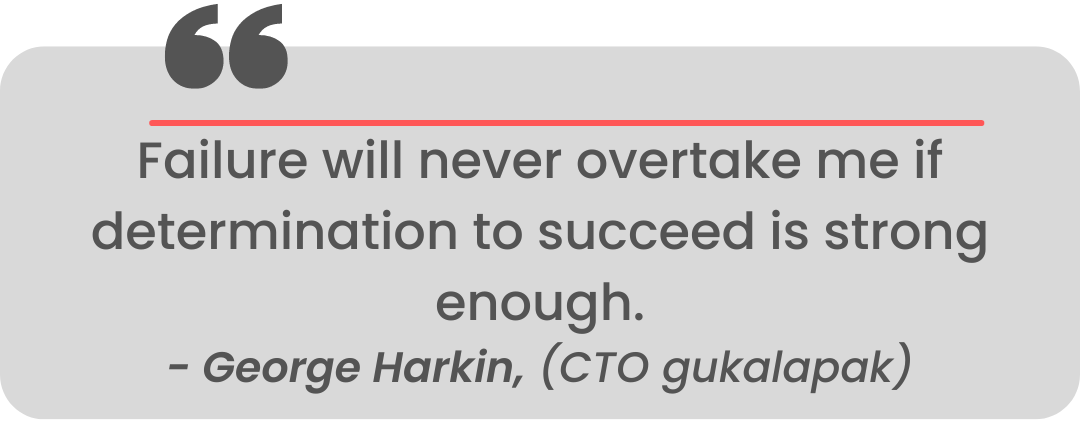 “
Failure will never overtake me if
determination to succeed is strong
enough.
- George Harkin, (CTO gukalapak)